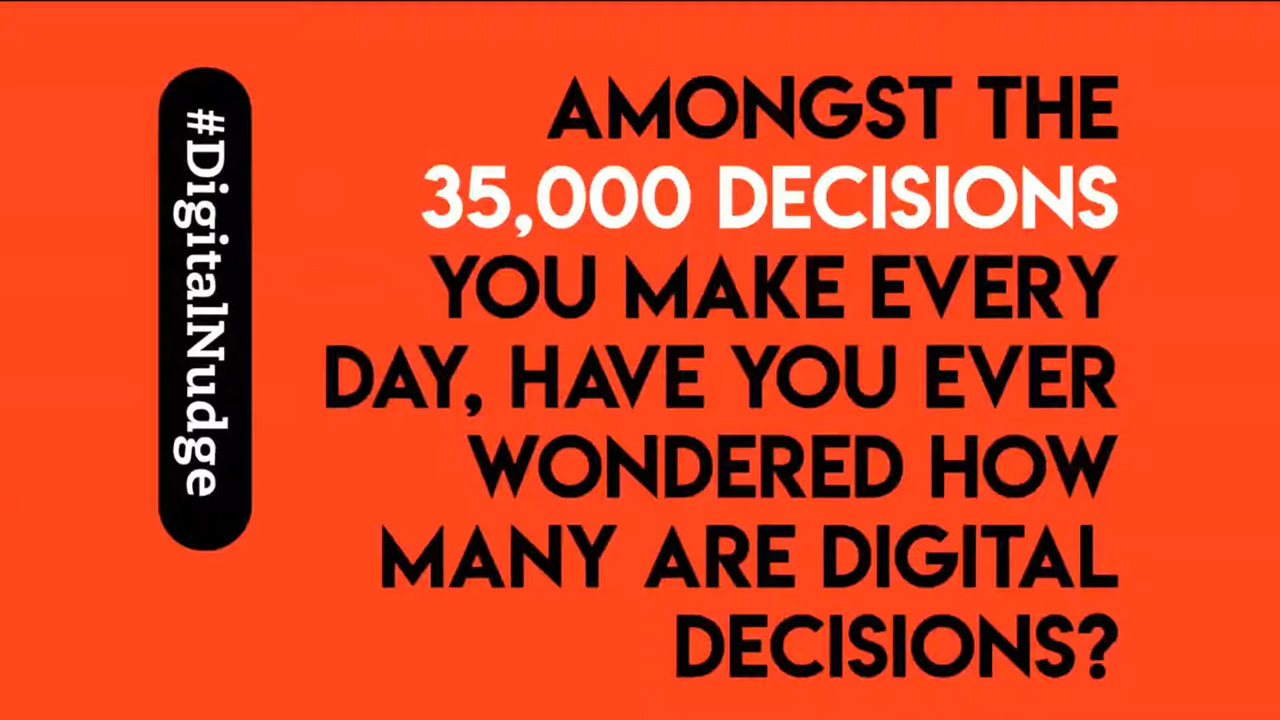 #DigitalNudge
AMONGST THE
35,000 DECISIONS
YOU MAKE EVERY
DAY, HAVE YOU EVER
WONDERED HOW
MANY ARE DIGITAL
DECISIONS?